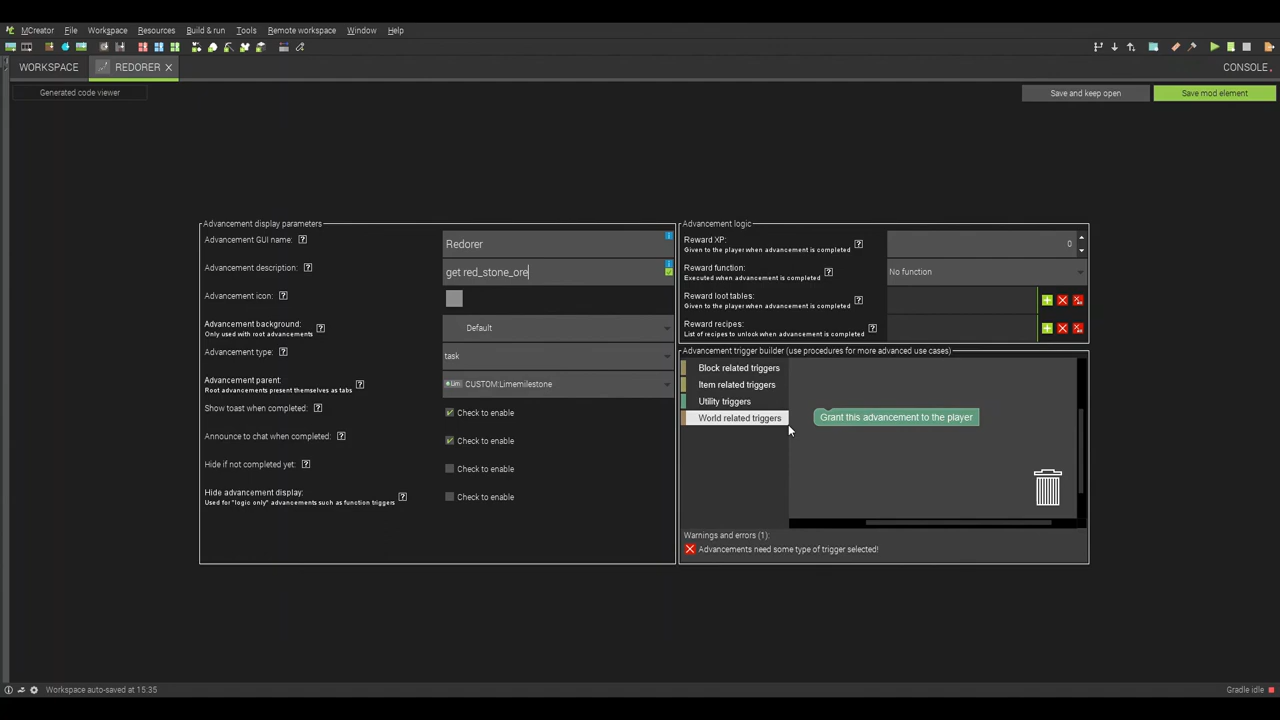 MCreator File Workspace Resources Build & run Tools Remote workspace Window Help
WORKSPACE REDORER CONSOLE
Generated code viewer Save and keep open Save mod element
Advancement display parameters
Advancement GUI name: ? Redorer
Advancement description: ? get red_stone_ore
Advancement icon: ?
Advancement background: ? Default
Only used with root advancements
Advancement type: ? task
Advancement parent: ? CUSTOM:Limemilestone
Root advancements present themselves as tabs
Show toast when completed: ? Check to enable
Announce to chat when completed: ? Check to enable
Hide if not completed yet: ? Check to enable
Hide advancement display: ? Check to enable
Used for "logic only" advancements such as function triggers
Advancement logic
Reward XP: ? 0
Given to the player when advancement is completed
Reward function: ? No function
Executed when advancement is completed
Reward loot tables: ?
Given to the player when advancement is completed
Reward recipes: ?
List of recipes to unlock when advancement is completed
Advancement trigger builder (use procedures for more advanced use cases)
Block related triggers
Item related triggers
Utility triggers
World related triggers
Grant this advancement to the player
Warnings and errors (1):
Advancements need some type of trigger selected!
Workspace auto-saved at 15:35 Gradle idle